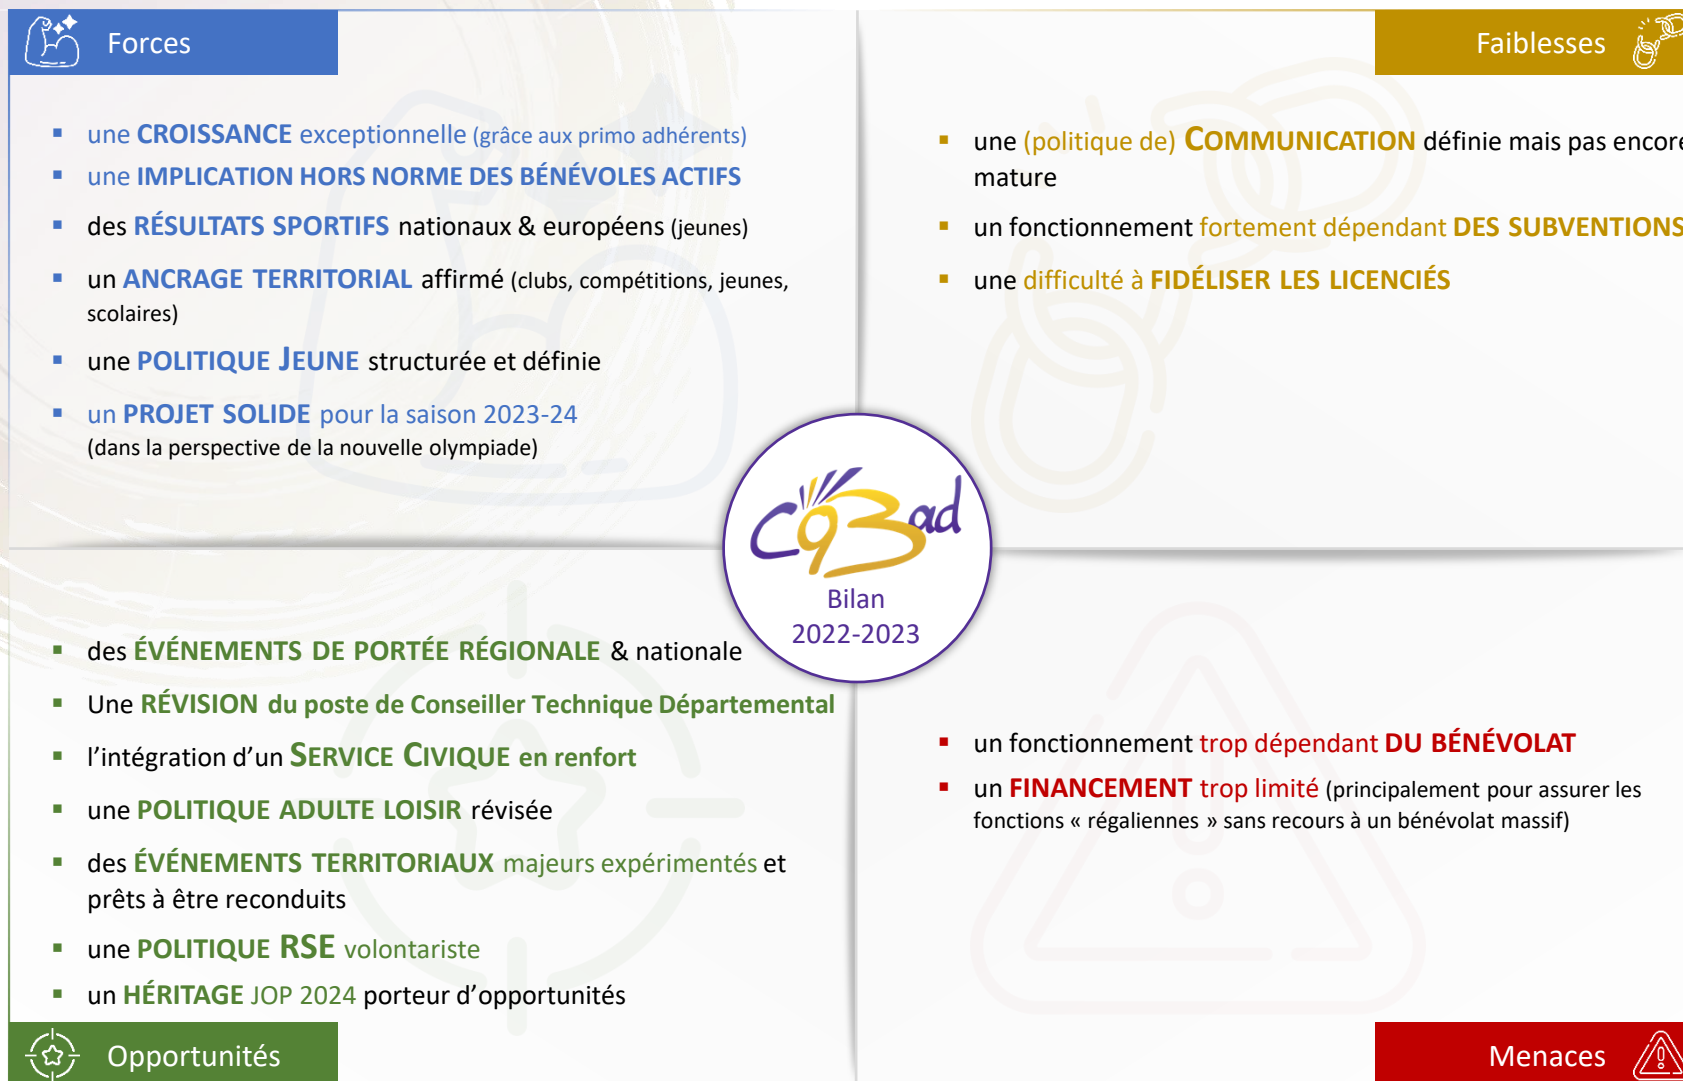 Forces
une CROISSANCE exceptionnelle (grâce aux primo adhérents)
une IMPLICATION HORS NORME DES BÉNÉVOLES ACTIFS
des RÉSULTATS SPORTIFS nationaux & européens (jeunes)
un ANCRAGE TERRITORIAL affirmé (clubs, compétitions, jeunes,
scolaires)
une POLITIQUE JEUNE structurée et définie
un PROJET SOLIDE pour la saison 2023-24
(dans la perspective de la nouvelle olympiade)
Faiblesses
une (politique de) COMMUNICATION définie mais pas encore
mature
un fonctionnement fortement dépendant DES SUBVENTIONS
une difficulté à FIDÉLISER LES LICENCIÉS
C93ad
Bilan
2022-2023
des ÉVÉNEMENTS DE PORTÉE RÉGIONALE & nationale
Une RÉVISION du poste de Conseiller Technique Départemental
l’intégration d’un SERVICE CIVIQUE en renfort
une POLITIQUE ADULTE LOISIR révisée
des ÉVÉNEMENTS TERRITORIAUX majeurs expérimentés et
prêts à être reconduits
une POLITIQUE RSE volontariste
un HÉRITAGE JOP 2024 porteur d’opportunités
Opportunités
un fonctionnement trop dépendant DU BÉNÉVOLAT
un FINANCEMENT trop limité (principalement pour assurer les
fonctions « régaliennes » sans recours à un bénévolat massif)
Menaces